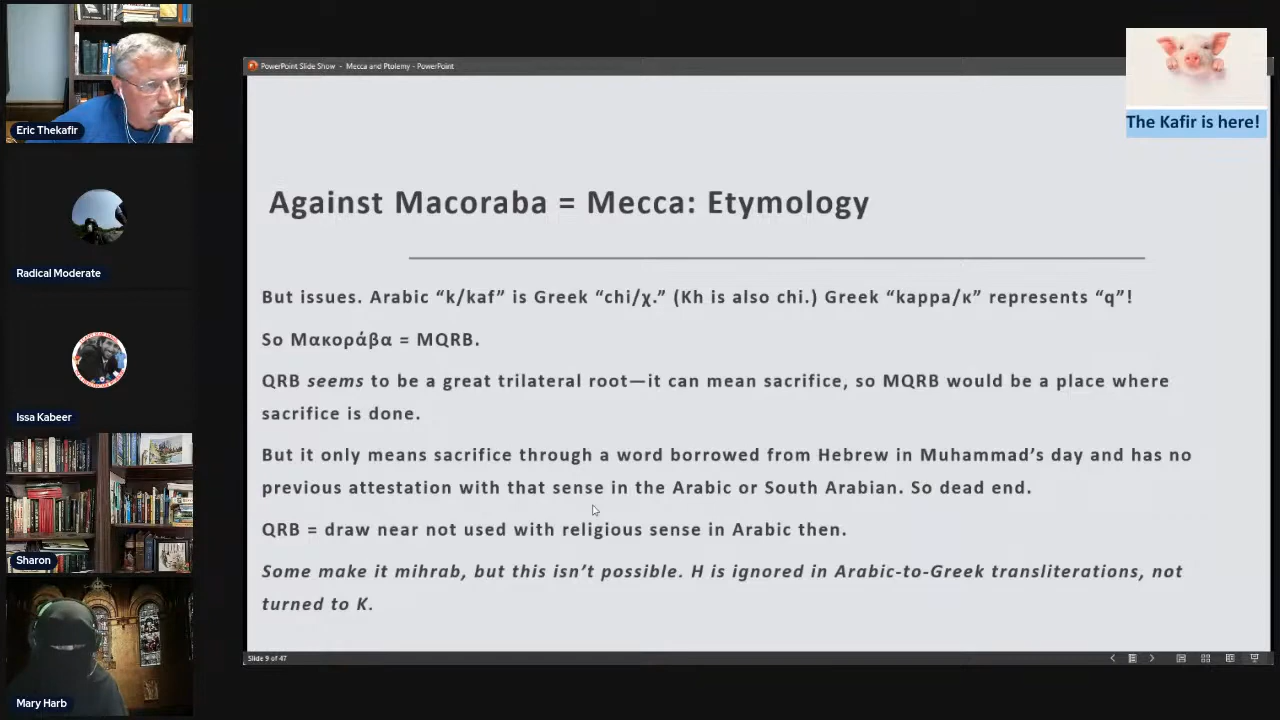 PowerPoint Slide Show - Mecca and Ptolemy - PowerPoint
The Kafir is here!
Eric Thekafir
Against Macoraba = Mecca: Etymology
Radical Moderate
But issues. Arabic “k/kaf” is Greek “chi/χ.” (Kh is also chi.) Greek “kappa/κ” represents “q”!
So Μακοράβα = MQRB.
QRB seems to be a great trilateral root—it can mean sacrifice, so MQRB would be a place where
sacrifice is done.
Issa Kabeer
But it only means sacrifice through a word borrowed from Hebrew in Muhammad’s day and has no
previous attestation with that sense in the Arabic or South Arabian. So dead end.
QRB = draw near not used with religious sense in Arabic then.
Sharon
Some make it mihrab, but this isn’t possible. H is ignored in Arabic-to-Greek transliterations, not
turned to K.
Slide 9 of 47
Mary Harb